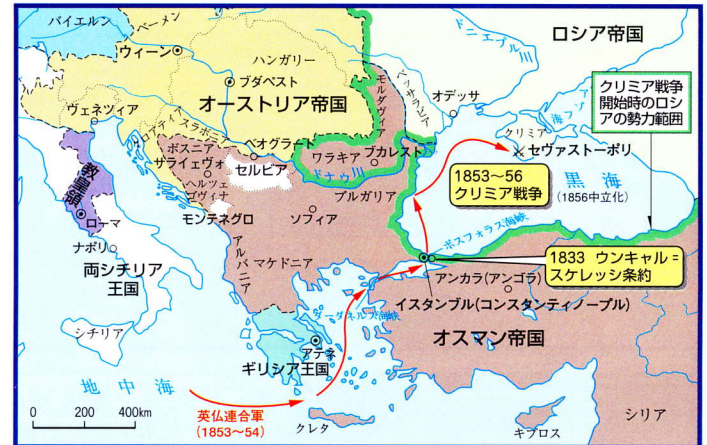 バイエルン
ベーメン
ウィーン
ハンガリー
ブダペスト
オーストリア帝国
ヴェネツィア
クロアティア
スラボニア
モルダヴィア
ベッサラビア
ドニエプル川
ロシア帝国
オデッサ
クリミア戦争
開始時のロシ
アの勢力範囲
アゾフ海
クリミア
セヴァストーポリ
黒海
(1856中立化)
1853〜56
クリミア戦争
ボスニア
サライェヴォ
ヘルツェ
ゴヴィナ
ベオグラート
セルビア
ワラキア
ブカレスト
ドナウ川
ブルガリア
モンテネグロ
ソフィア
教皇領
ローマ
ナポリ
両シチリア
王国
シチリア
アルバニア
マケドニア
ボスフォラス海峡
1833 ウンキャル=
スケレッシ条約
アンカラ(アンゴラ)
イスタンブル(コンスタンティノープル)
ダーダネルス海峡
オスマン帝国
アテネ
ギリシア王国
地中海
英仏連合軍
(1853〜54)
クレタ
キプロス
シリア
0 200 400km